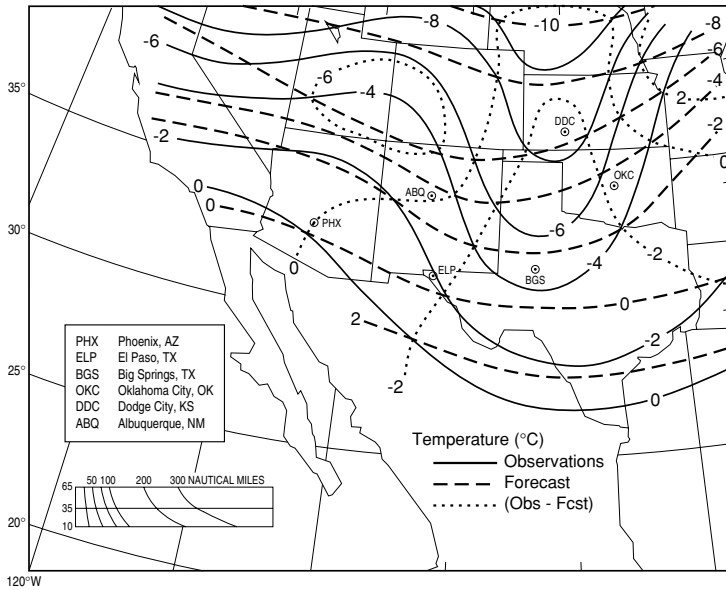 -8
-10
-8
-6
-6
-4
-6
-4
2
-2
35°
DDC
-2
-2
0
OKC
0
ABQ
0
PHX
-6
30°
-2
0
ELP
BGS
-4
0
2
-2
-2
0
PHX Phoenix, AZ
ELP El Paso, TX
BGS Big Springs, TX
OKC Oklahoma City, OK
DDC Dodge City, KS
ABQ Albuquerque, NM
25°
Temperature (°C)
Observations
Forecast
(Obs - Fcst)
50 100 200 300 NAUTICAL MILES
65
35
10
20°
120°W